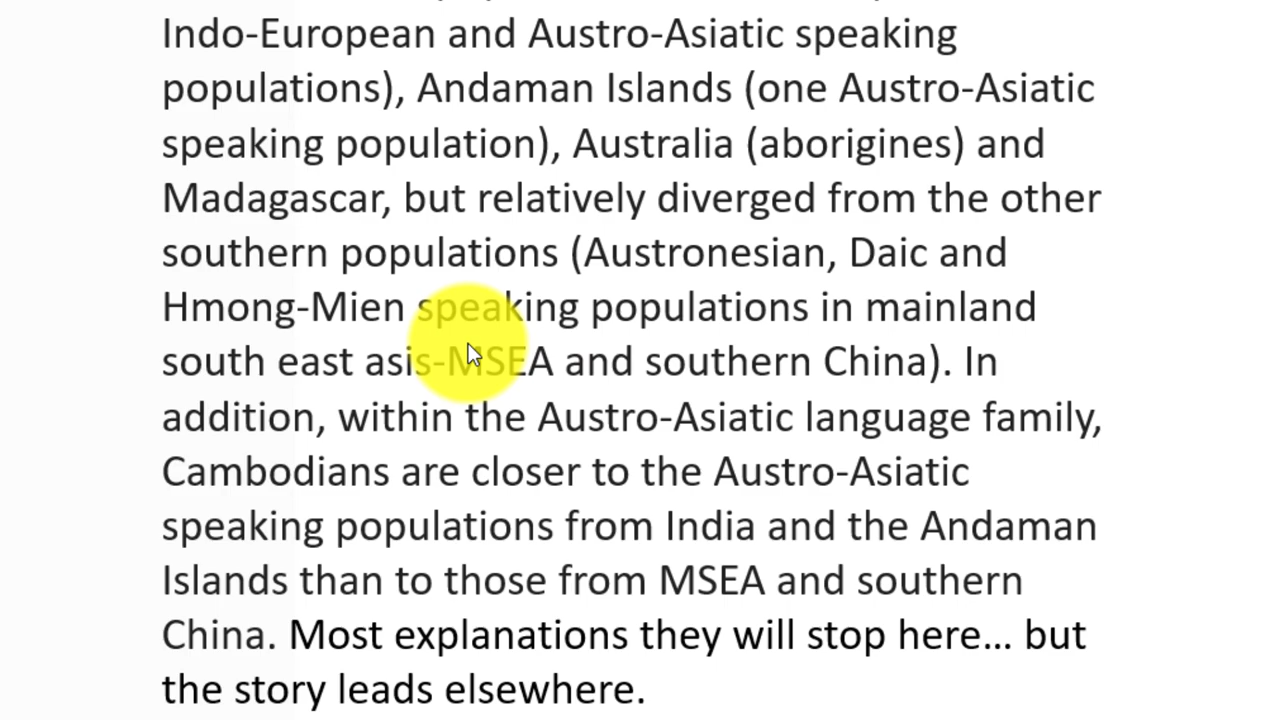 Indo-European and Austro-Asiatic speaking
populations), Andaman Islands (one Austro-Asiatic
speaking population), Australia (aborigines) and
Madagascar, but relatively diverged from the other
southern populations (Austronesian, Daic and
Hmong-Mien speaking populations in mainland
south east asis-MSEA and southern China). In
addition, within the Austro-Asiatic language family,
Cambodians are closer to the Austro-Asiatic
speaking populations from India and the Andaman
Islands than to those from MSEA and southern
China. Most explanations they will stop here... but
the story leads elsewhere.